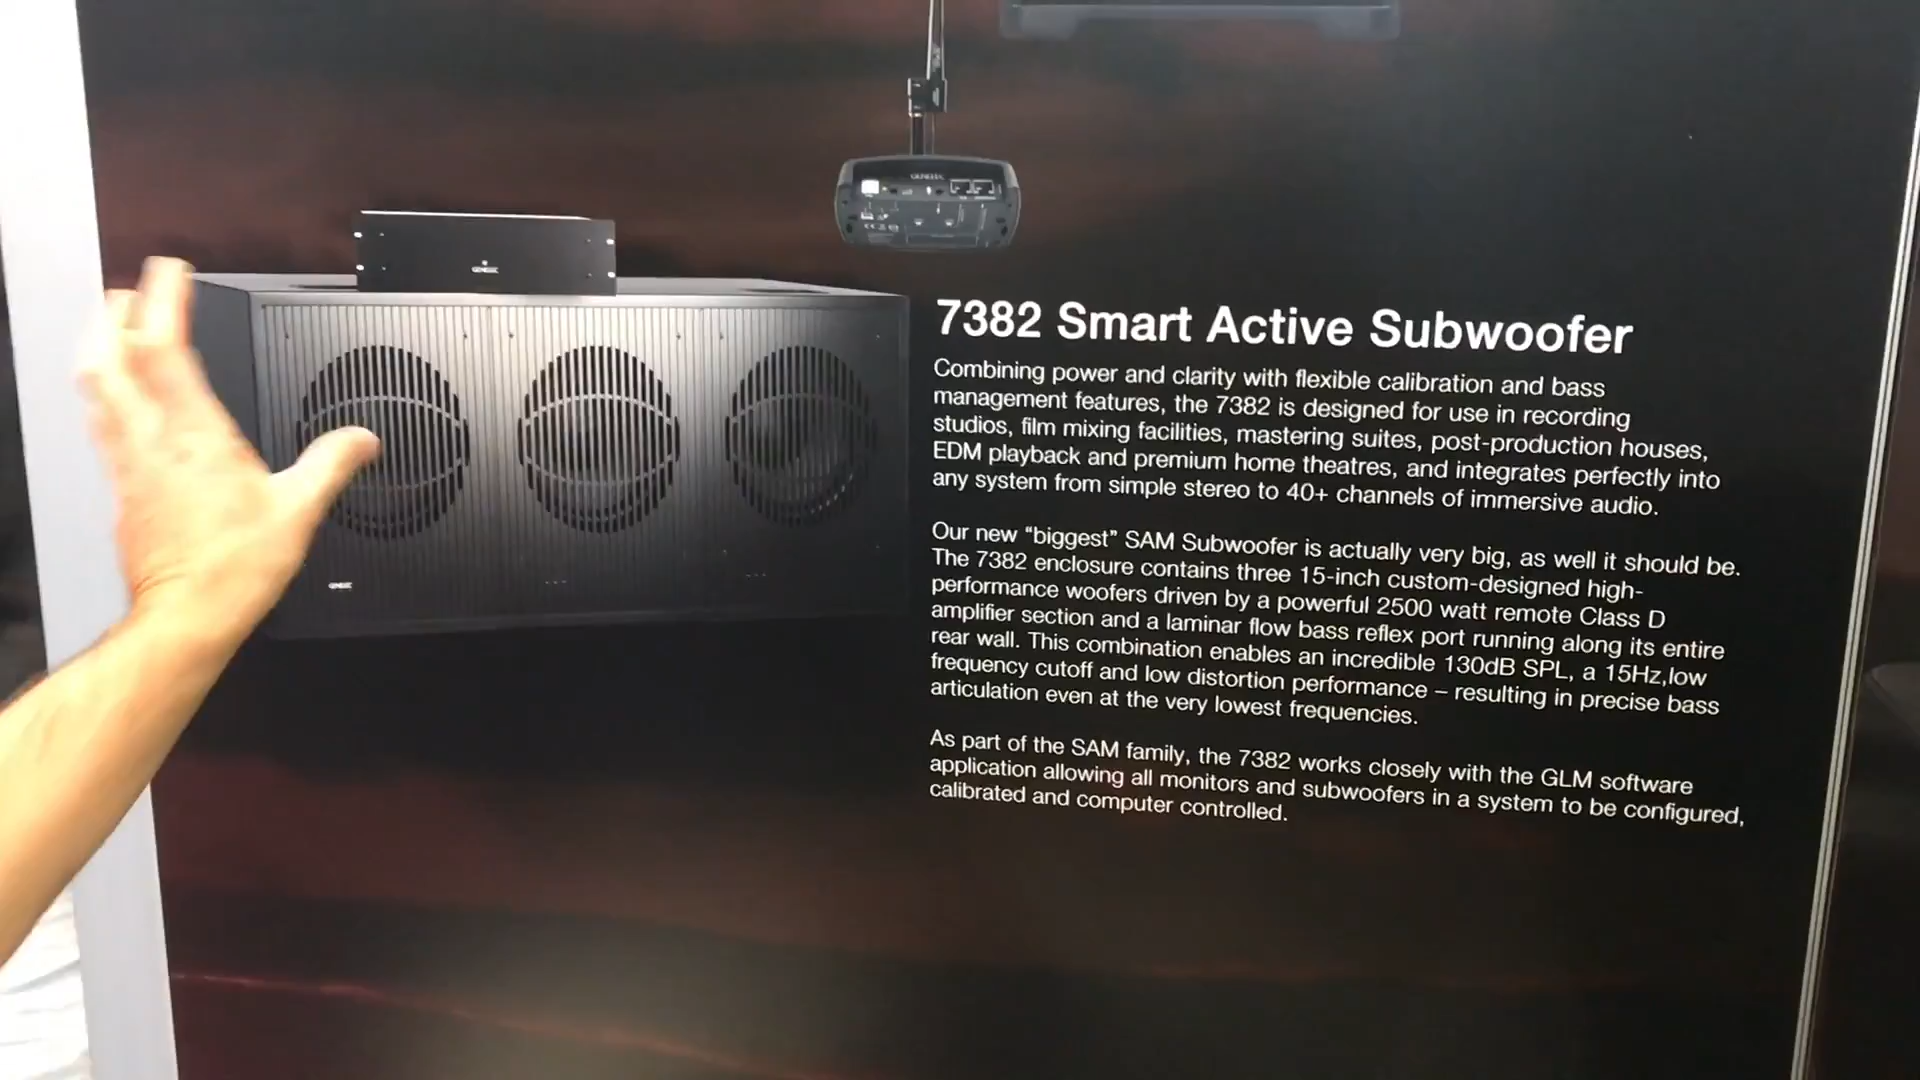 GENELEC
GENELEC
7382 Smart Active Subwoofer
Combining power and clarity with flexible calibration and bass
management features, the 7382 is designed for use in recording
studios, film mixing facilities, mastering suites, post-production houses,
EDM playback and premium home theatres, and integrates perfectly into
any system from simple stereo to 40+ channels of immersive audio.
Our new “biggest” SAM Subwoofer is actually very big, as well it should be.
The 7382 enclosure contains three 15-inch custom-designed high-
performance woofers driven by a powerful 2500 watt remote Class D
amplifier section and a laminar flow bass reflex port running along its entire
rear wall. This combination enables an incredible 130dB SPL, a 15Hz,low
frequency cutoff and low distortion performance – resulting in precise bass
articulation even at the very lowest frequencies.
GENELEC
As part of the SAM family, the 7382 works closely with the GLM software
application allowing all monitors and subwoofers in a system to be configured,
calibrated and computer controlled.